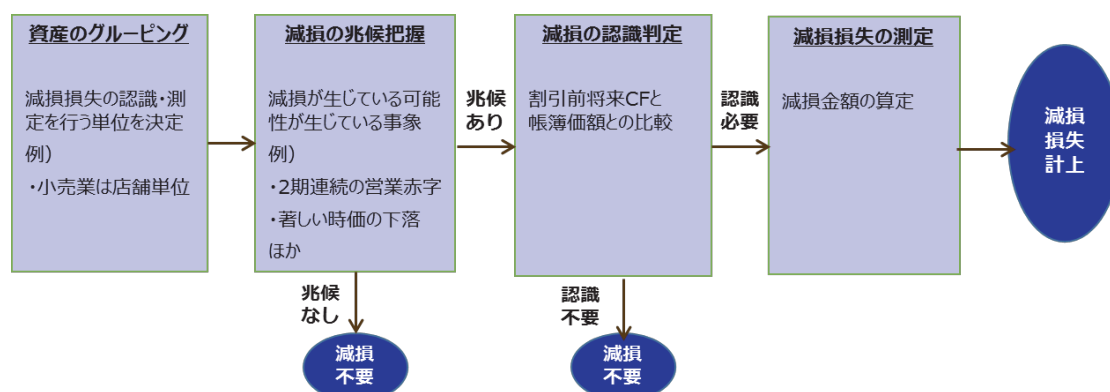 資産のグルーピング
減損損失の認識・測
定を行う単位を決定
例）
・小売業は店舗単位
減損の兆候把握
減損が生じている可能
性が生じている事象
例）
・2期連続の営業赤字
・著しい時価の下落
ほか
兆候
あり
減損の認識判定
割引前将来CFと
帳簿価額との比較
認識
必要
減損損失の測定
減損金額の算定
減損
損失
計上
兆候
なし
減損
不要
認識
不要
減損
不要